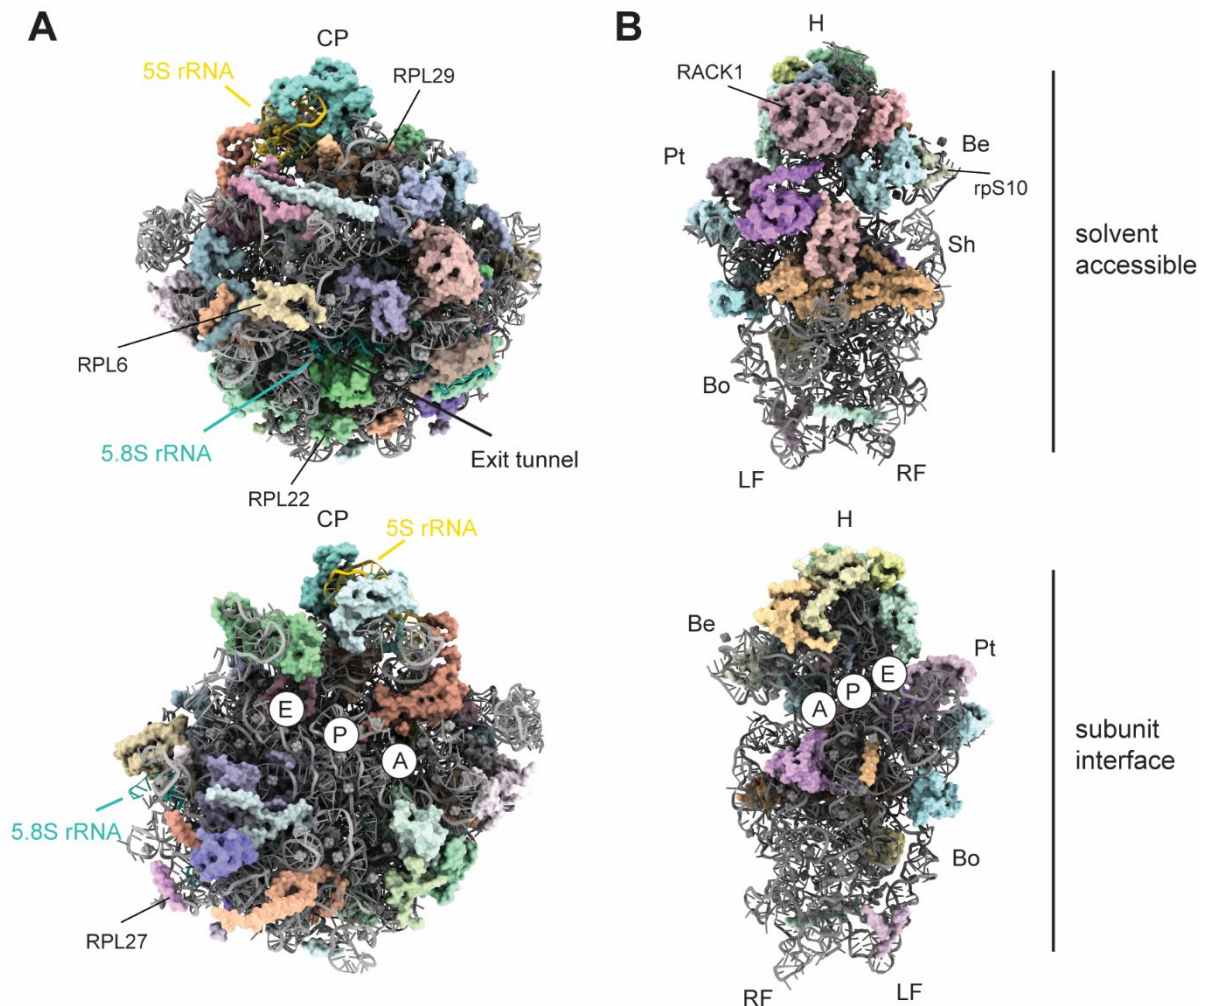 A
CP
5S rRNA
RPL29
RPL6
5.8S rRNA
Exit tunnel
RPL22
CP
5S rRNA
E
P
A
5.8S rRNA
RPL27
B
H
RACK1
Pt
Be
rpS10
Sh
Bo
LF
RF
solvent
accessible
H
Be
Pt
E
P
A
Bo
RF
LF
subunit
interface